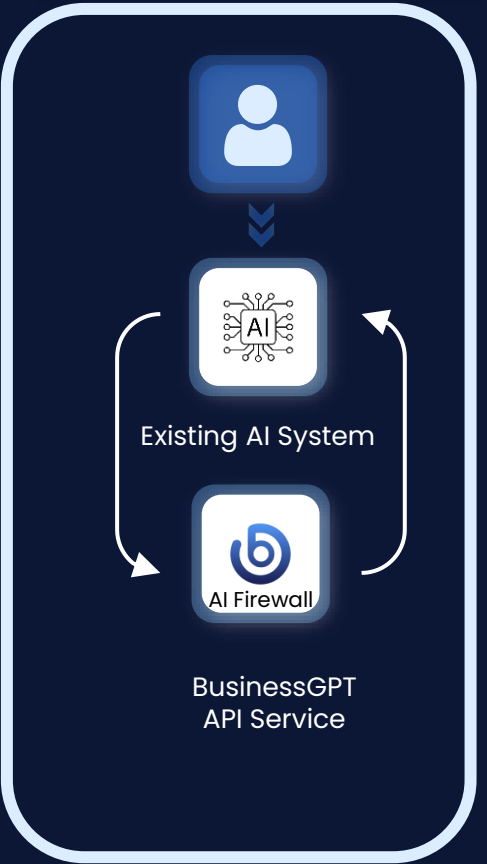 AI
Existing AI System
AI Firewall
BusinessGPT
API Service